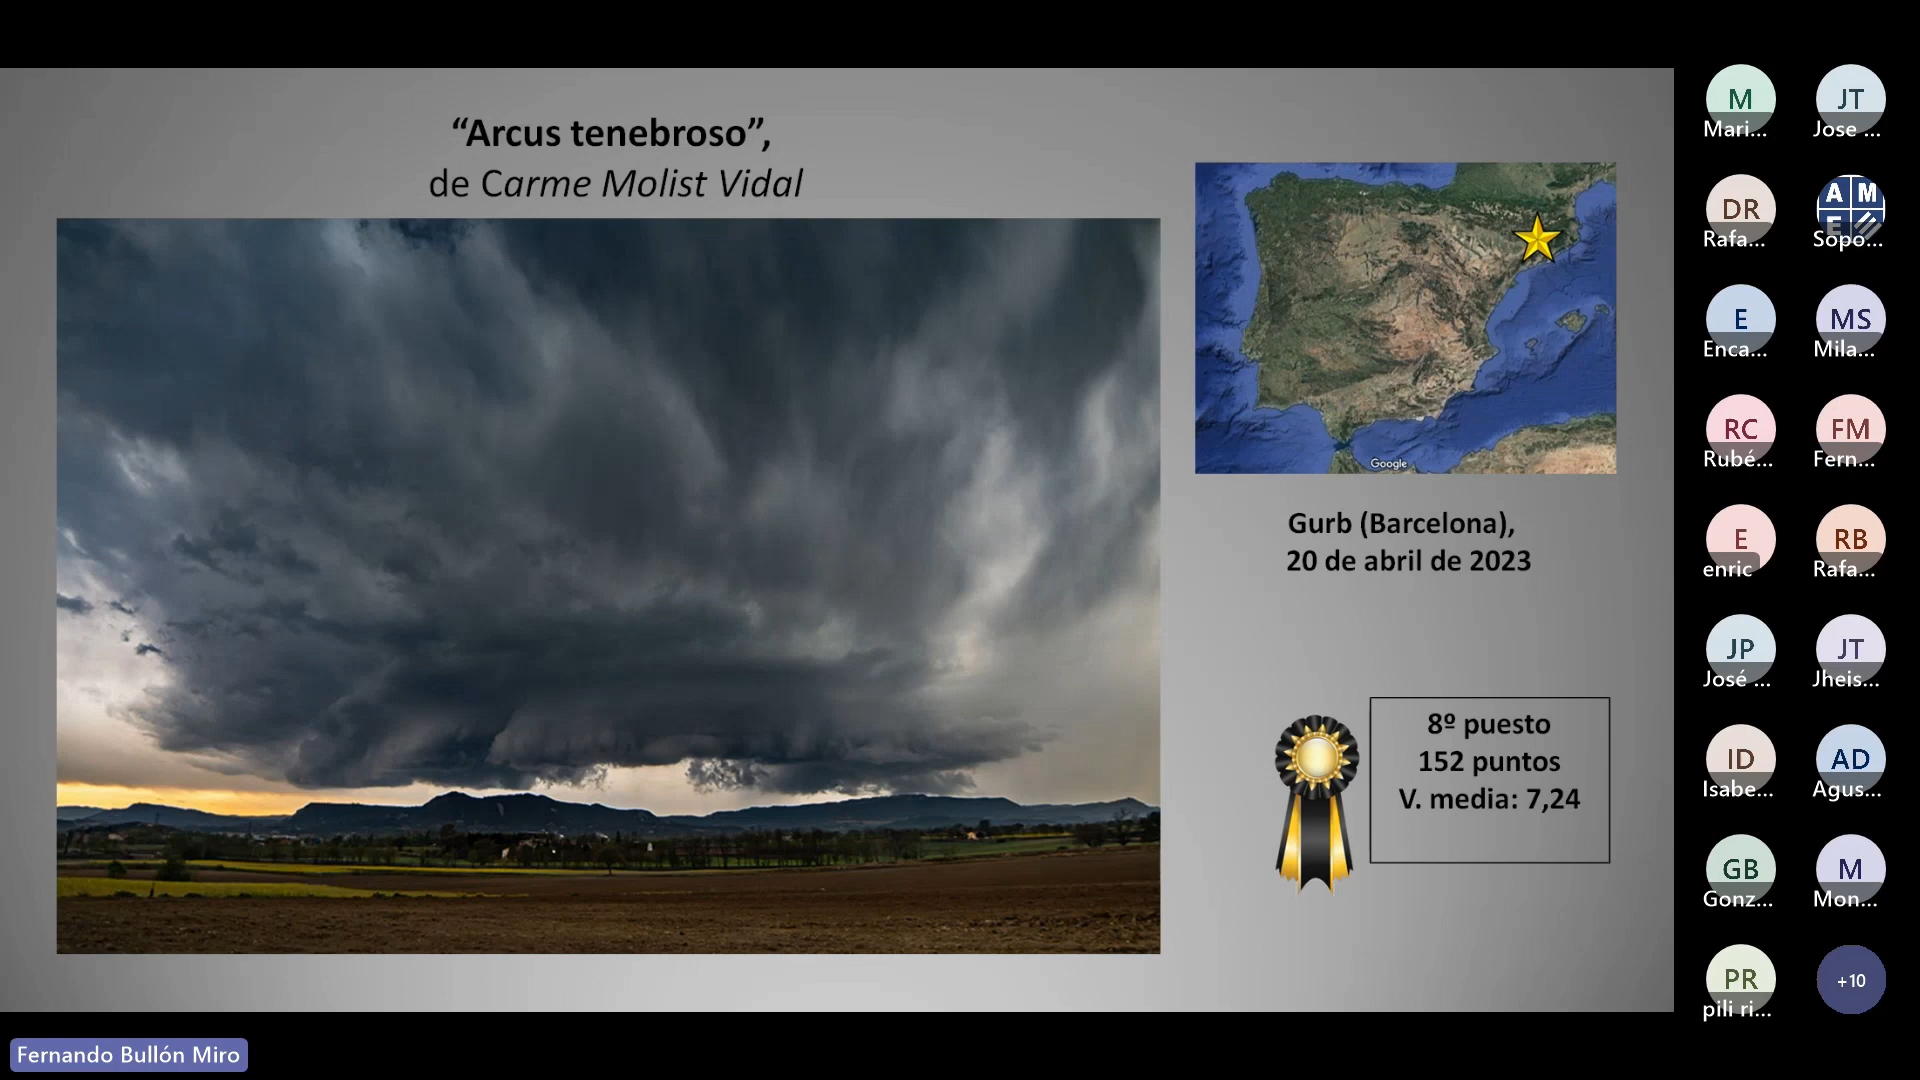 “Arcus tenebroso”,
de Carme Molist Vidal
Google
Gurb (Barcelona),
20 de abril de 2023
8º puesto
152 puntos
V. media: 7,24
M
Mari...
JT
Jose ...
DR
Rafa...
A M
E
Sopo...
E
Enca...
MS
Mila...
RC
Rubé...
FM
Fern...
E
enric
RB
Rafa...
JP
José ...
JT
Jheis...
ID
Isabe...
AD
Agus...
GB
Gonz...
M
Mon...
PR
pili ri...
+10
Fernando Bullón Miro